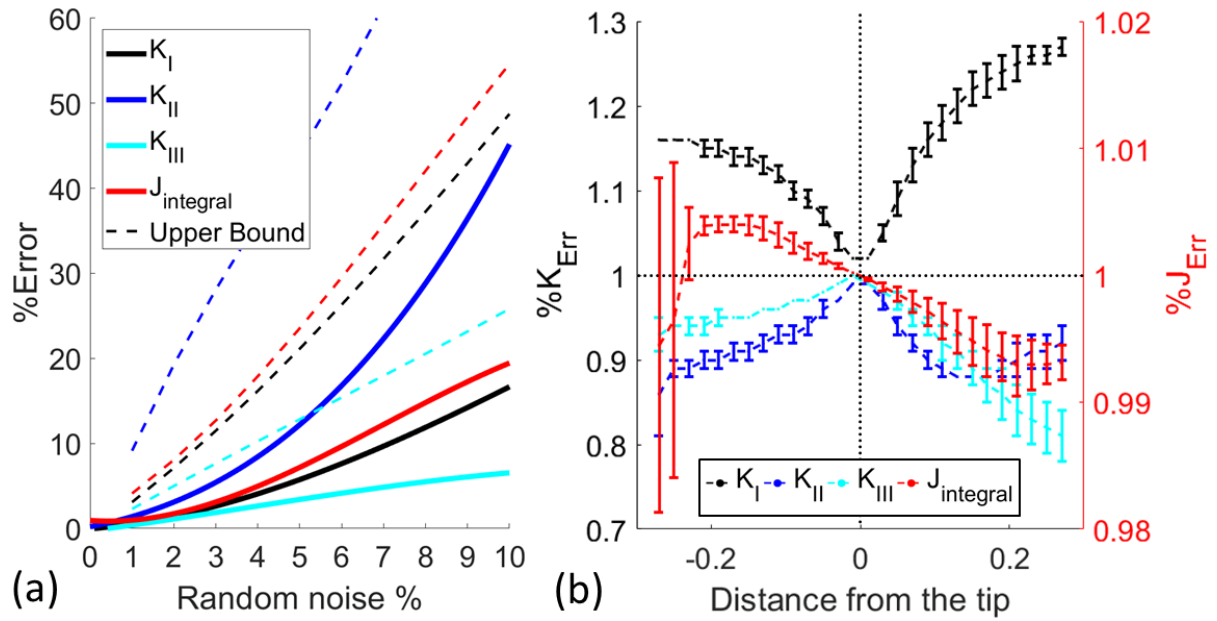 60
50
40
30
20
10
0
%Error
K_I
K_II
K_III
J_integral
Upper Bound
0 1 2 3 4 5 6 7 8 9 10
Random noise %
(a)
1.3
1.2
1.1
1
0.9
0.8
0.7
%K_Err
K_I K_II K_III J_integral
-0.2 0 0.2
Distance from the tip
(b)
1.02
1.01
1
0.99
0.98
%J_Err